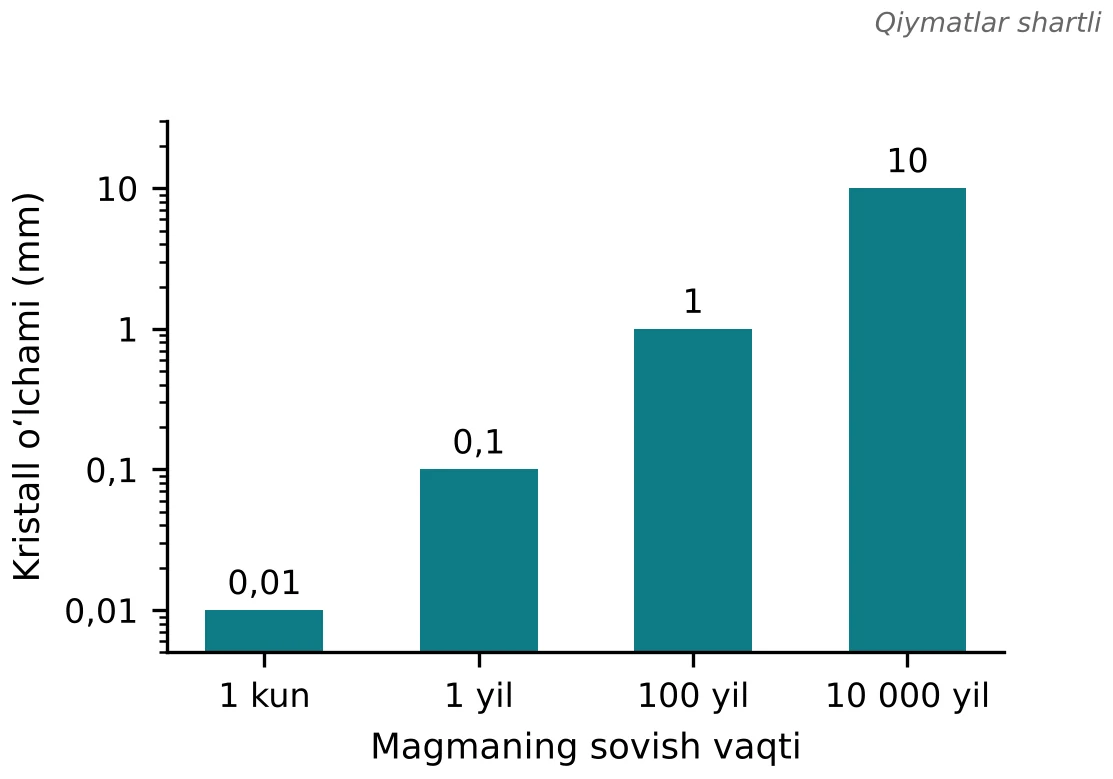 Qiymatlar shartli
Kristall oʻlchami (mm)
10
1
0,1
0,01
0,01
0,1
1
10
1 kun
1 yil
100 yil
10 000 yil
Magmaning sovish vaqti